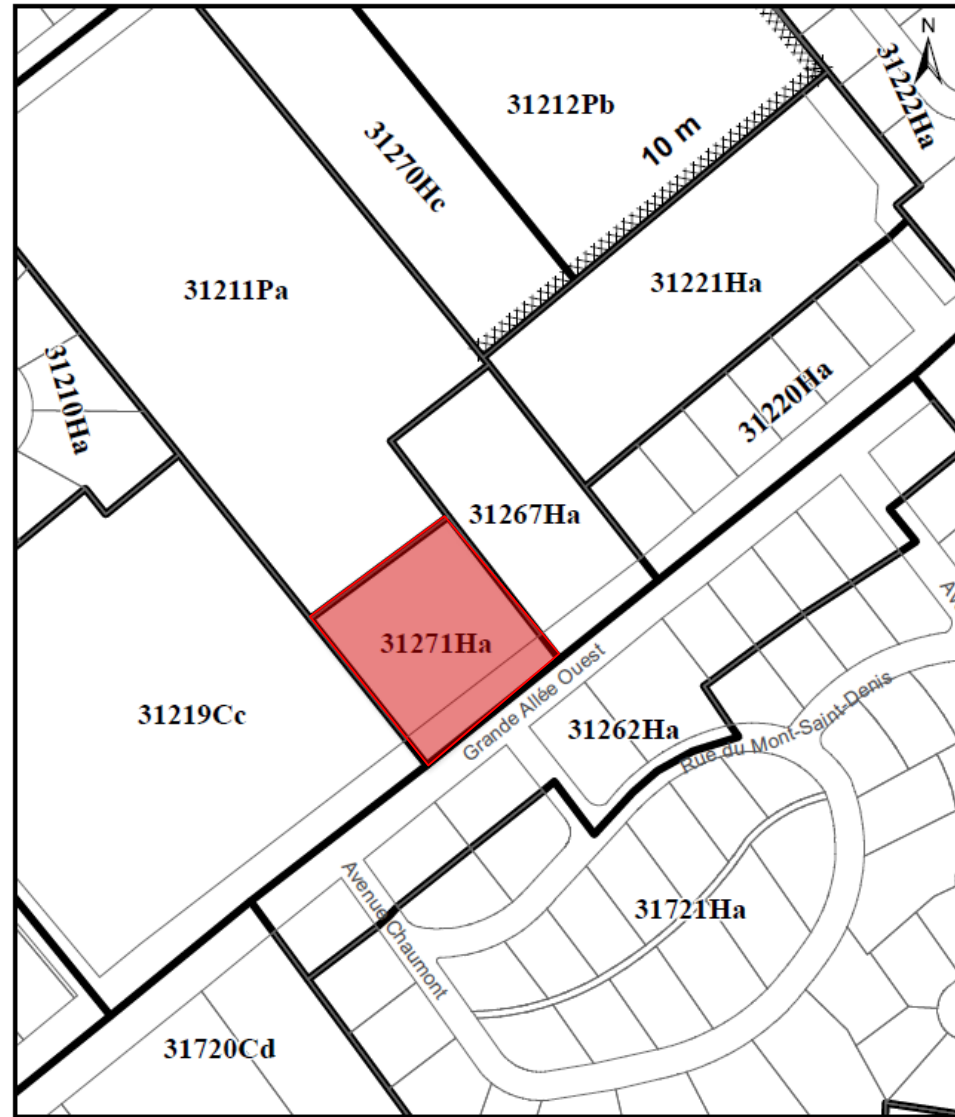 N
31212Pb
31222Ha
10 m
31270Hc
31211Pa
31221Ha
31210Ha
31220Ha
31267Ha
31271Ha
Grande Allée Ouest
31219Cc
31262Ha
Rue du Mont-Saint-Denis
Avenue Chaumont
31721Ha
31720Cd